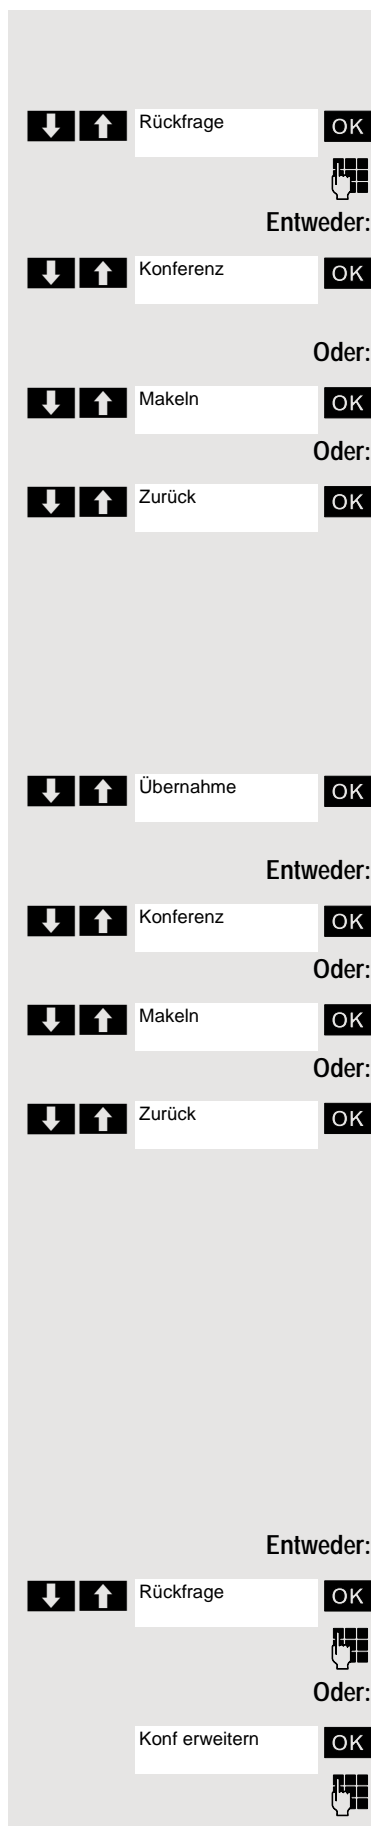 Rückfrage OK
Entweder:
Konferenz OK
Oder:
Makeln OK
Oder:
Zurück OK
Übernahme OK
Entweder:
Konferenz OK
Oder:
Makeln OK
Oder:
Zurück OK
Entweder:
Rückfrage OK
Oder:
Konf erweitern OK